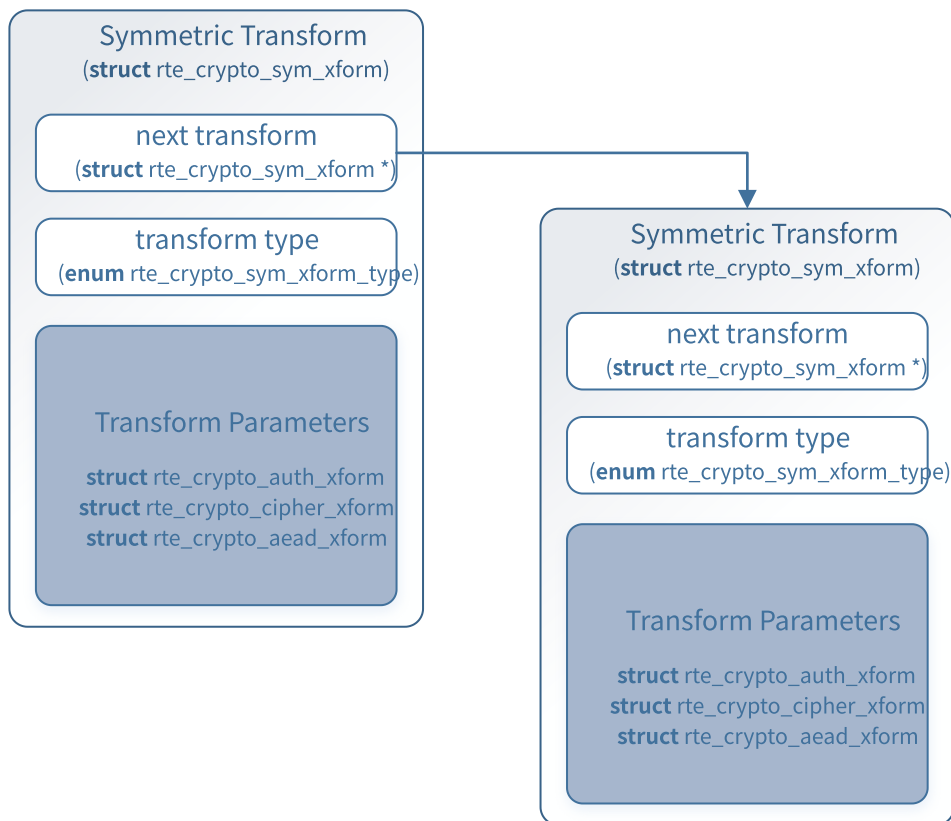 Symmetric Transform
(struct rte_crypto_sym_xform)
next transform
(struct rte_crypto_sym_xform *)
transform type
(enum rte_crypto_sym_xform_type)
Transform Parameters
struct rte_crypto_auth_xform
struct rte_crypto_cipher_xform
struct rte_crypto_aead_xform
Symmetric Transform
(struct rte_crypto_sym_xform)
next transform
(struct rte_crypto_sym_xform *)
transform type
(enum rte_crypto_sym_xform_type)
Transform Parameters
struct rte_crypto_auth_xform
struct rte_crypto_cipher_xform
struct rte_crypto_aead_xform